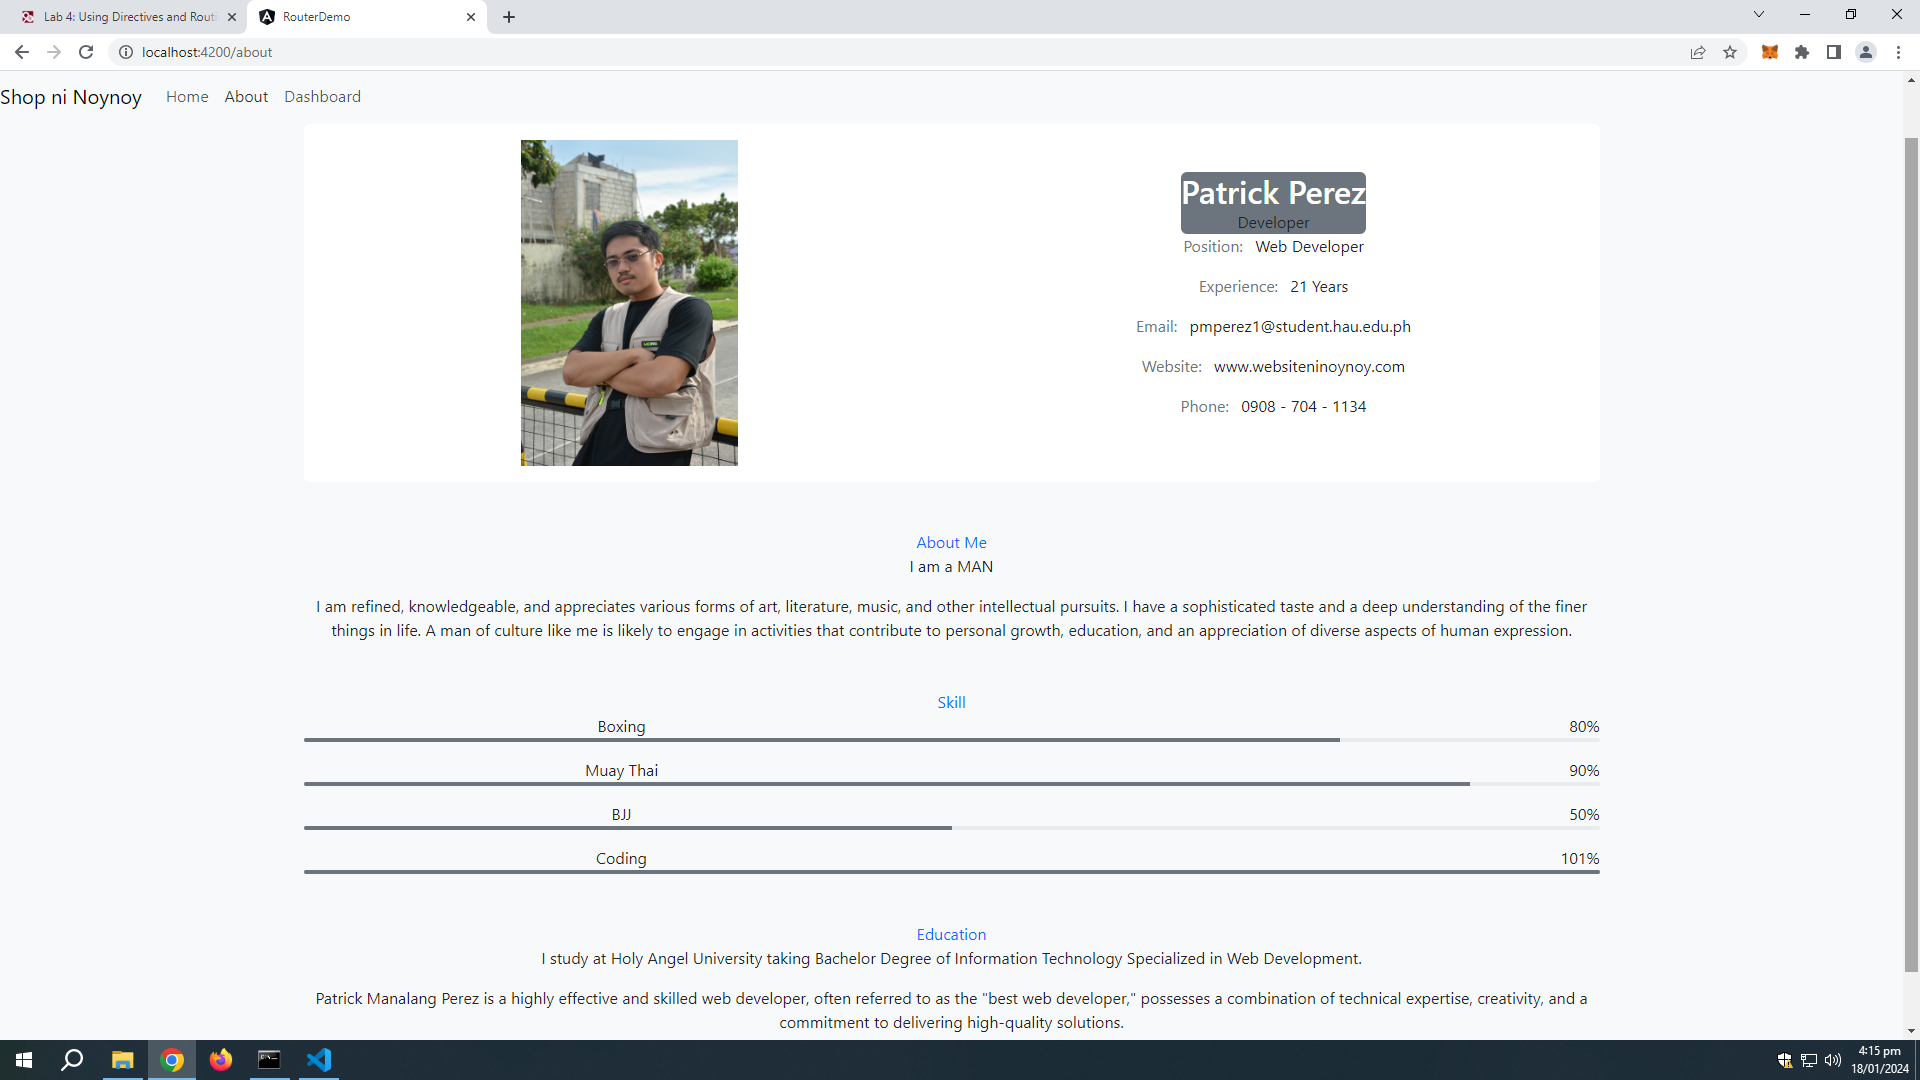 Lab 4: Using Directives and Routi
RouterDemo
localhost:4200/about
Shop ni Noynoy Home About Dashboard
Patrick Perez
Developer
Position: Web Developer
Experience: 21 Years
Email: pmperez1@student.hau.edu.ph
Website: www.websiteninoynoy.com
Phone: 0908 - 704 - 1134
About Me
I am a MAN
I am refined, knowledgeable, and appreciates various forms of art, literature, music, and other intellectual pursuits. I have a sophisticated taste and a deep understanding of the finer
things in life. A man of culture like me is likely to engage in activities that contribute to personal growth, education, and an appreciation of diverse aspects of human expression.
Skill
Boxing 80%
Muay Thai 90%
BJJ 50%
Coding 101%
Education
I study at Holy Angel University taking Bachelor Degree of Information Technology Specialized in Web Development.
Patrick Manalang Perez is a highly effective and skilled web developer, often referred to as the "best web developer," possesses a combination of technical expertise, creativity, and a
commitment to delivering high-quality solutions.
4:15 pm
18/01/2024